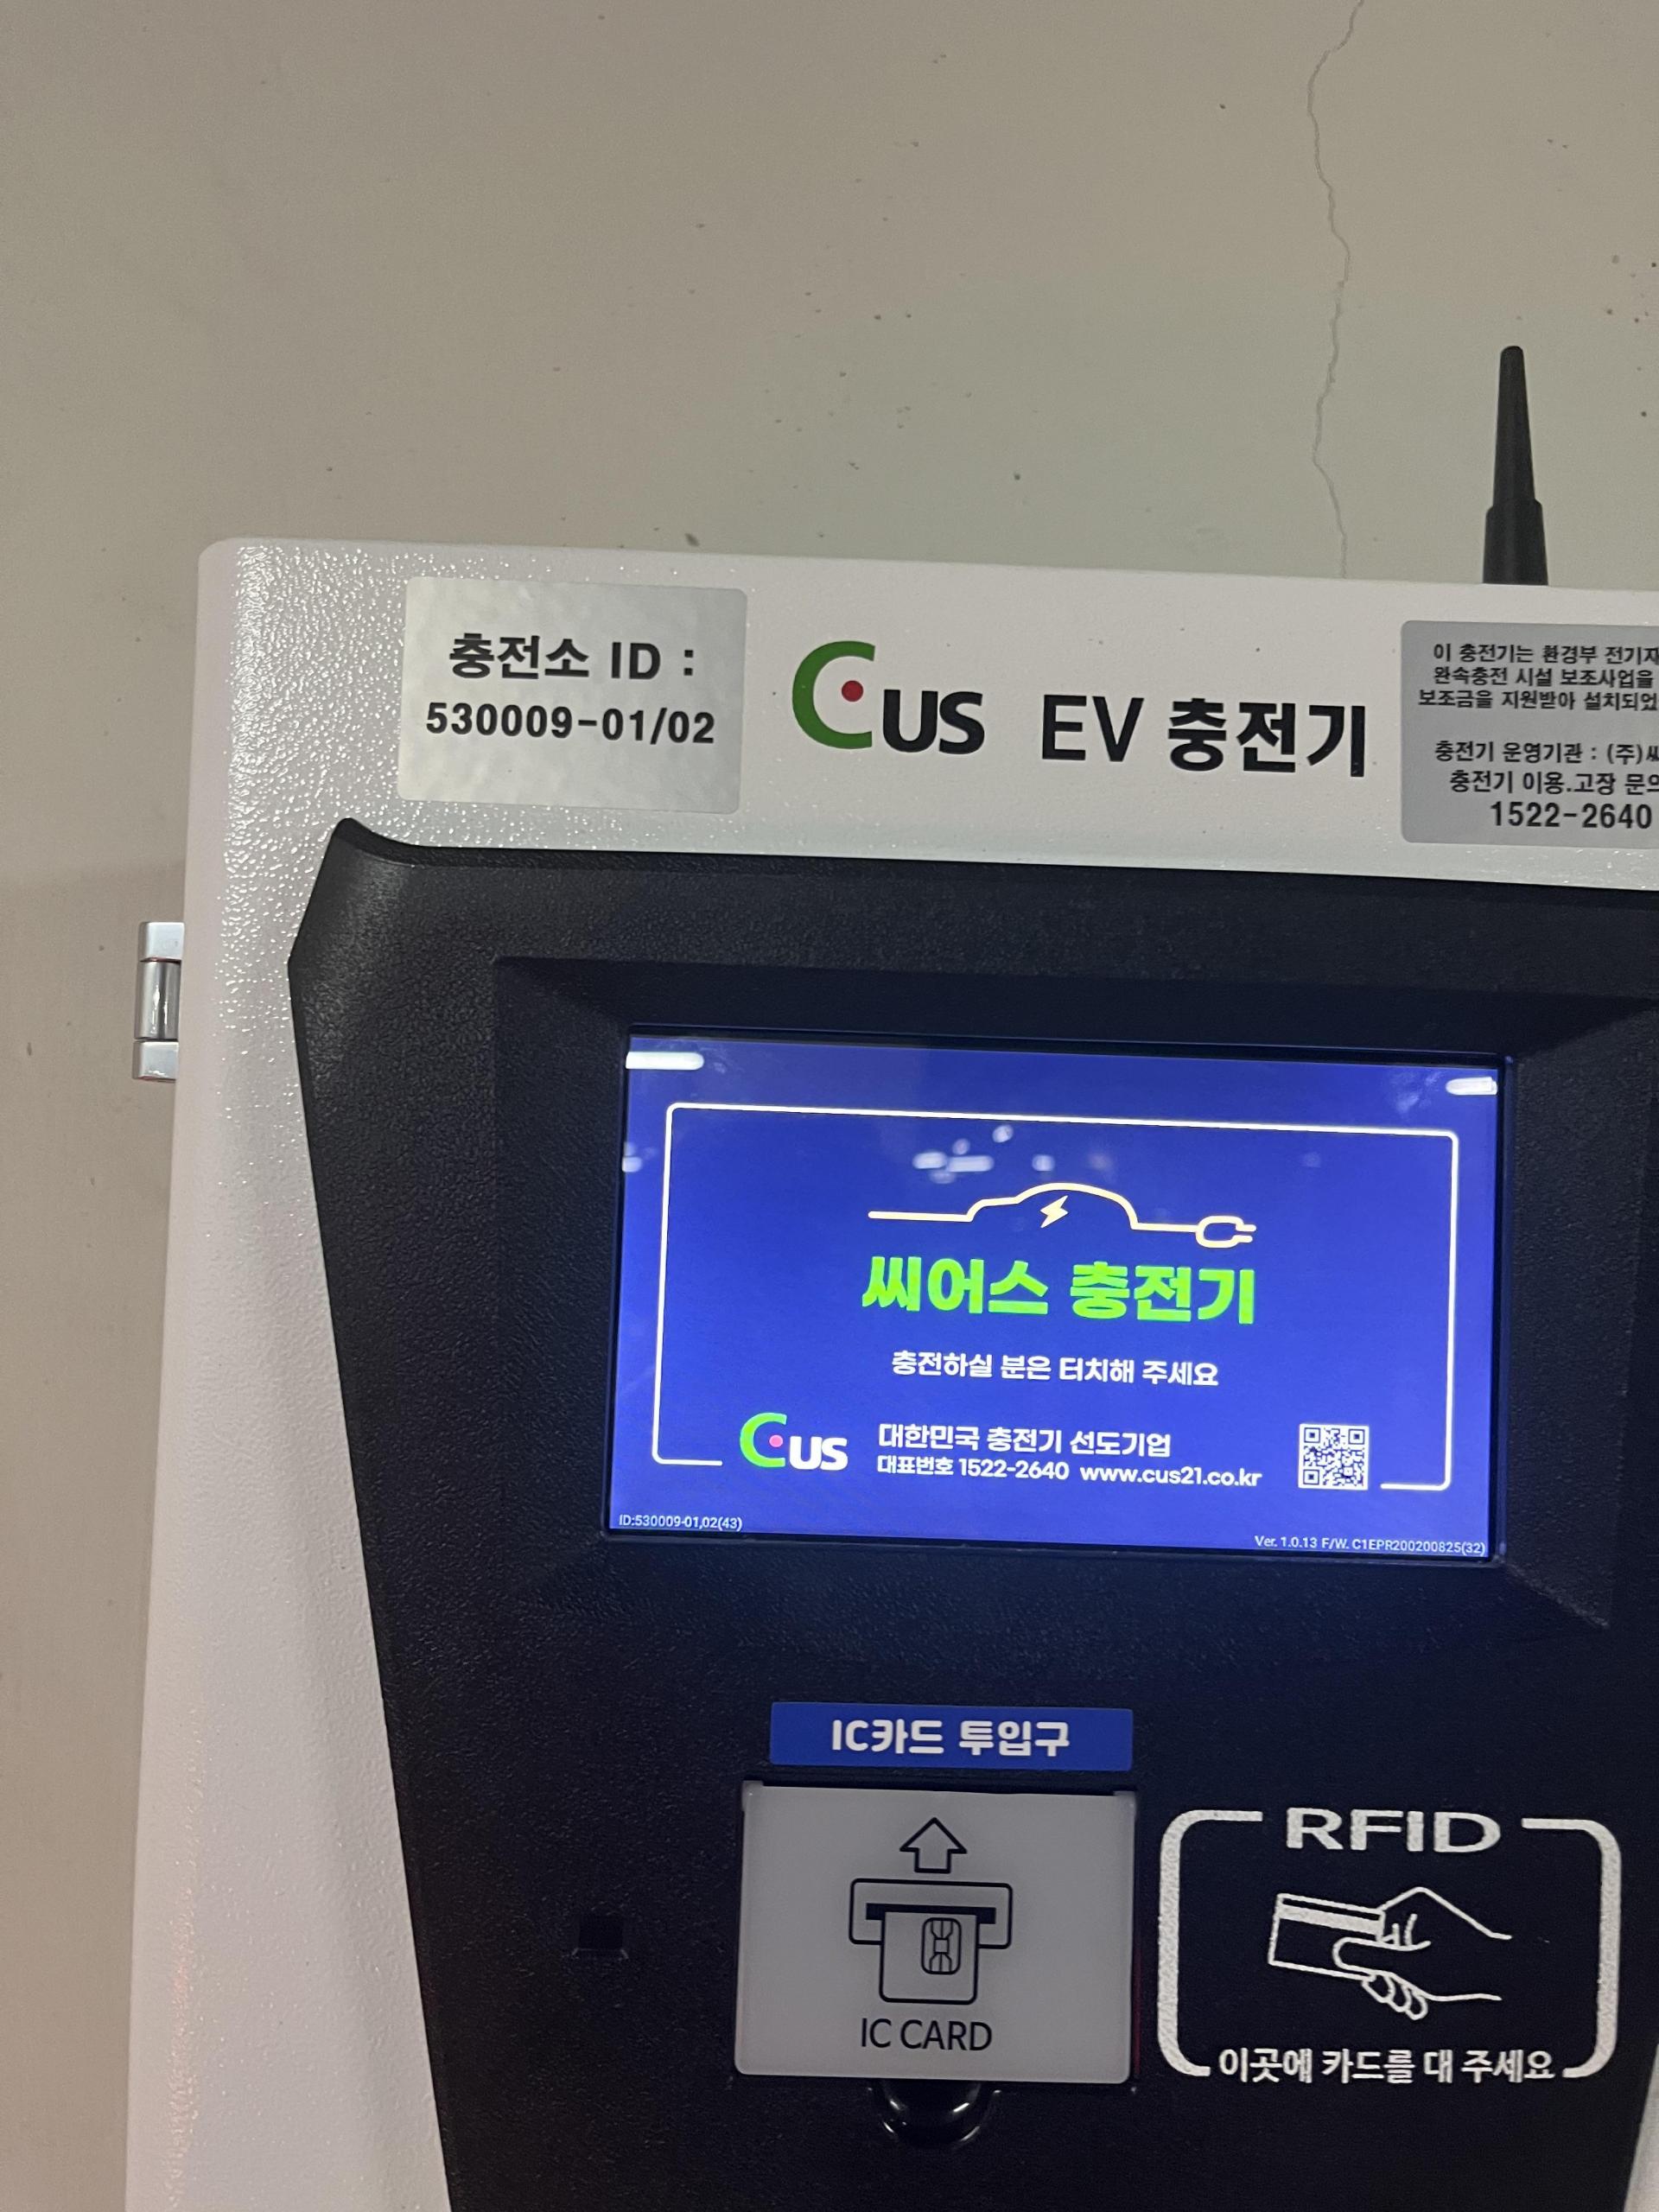 충전소 ID :
530009-01/02
CUS EV 충전기
이 충전기는 환경부 전기자
완속충전 시설 보조사업을
보조금을 지원받아 설치되었
충전기 운영기관 : (주)씨
충전기 이용.고장 문의
1522-2640
씨어스 충전기
충전하실 분은 터치해 주세요
CUS
대한민국 충전기 선도기업
대표번호 1522-2640 www.cus21.co.kr
ID:530009-01,02(43)
Ver. 1.0.13 F/W. C1EPR200200825(32)
IC카드 투입구
IC CARD
RFID
이곳에 카드를 대 주세요